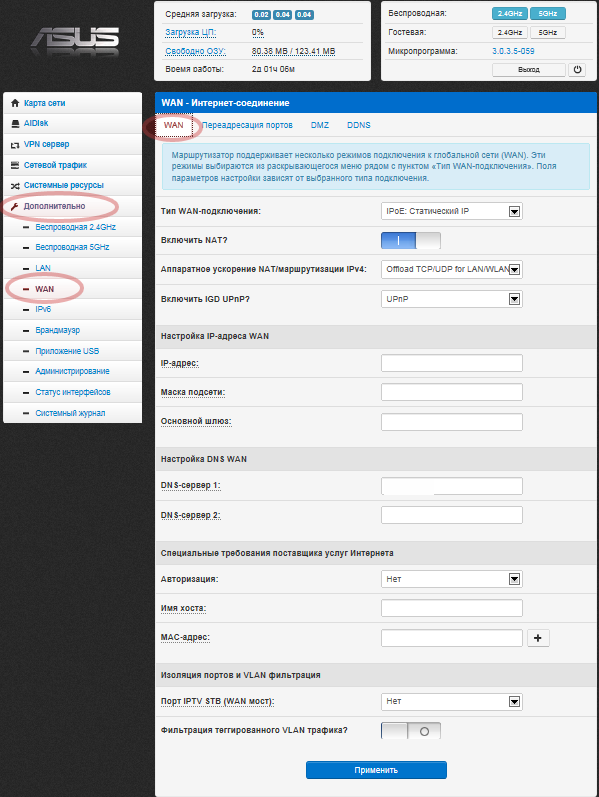 ASUS
Средняя загрузка: 0.02 0.04 0.04
Загрузка ЦП: 0%
Свободно ОЗУ: 80.38 MB / 123.41 MB
Время работы: 2д 01ч 06м
Беспроводная: 2.4GHz 5GHz
Гостевая: 2.4GHz 5GHz
Микропрограмма: 3.0.3.5-059
Выход
Карта сети
AiDisk
VPN сервер
Сетевой трафик
Системные ресурсы
Дополнительно
Беспроводная 2.4GHz
Беспроводная 5GHz
LAN
WAN
IPv6
Брандмауэр
Приложение USB
Администрирование
Статус интерфейсов
Системный журнал
WAN - Интернет-соединение
WAN Переадресация портов DMZ DDNS
Маршрутизатор поддерживает несколько режимов подключения к глобальной сети (WAN). Эти
режимы выбираются из раскрывающегося меню рядом с пунктом «Тип WAN-подключения». Поля
параметров настройки зависят от выбранного типа подключения.
Тип WAN-подключения: IPoE: Статический IP
Включить NAT?
Аппаратное ускорение NAT/маршрутизации IPv4: Offload TCP/UDP for LAN/WLAN
Включить IGD UPnP? UPnP
Настройка IP-адреса WAN
IP-адрес:
Маска подсети:
Основной шлюз:
Настройка DNS WAN
DNS-сервер 1:
DNS-сервер 2:
Специальные требования поставщика услуг Интернета
Авторизация: Нет
Имя хоста:
MAC-адрес:
Изоляция портов и VLAN фильтрация
Порт IPTV STB (WAN мост): Нет
Фильтрация теггированного VLAN трафика?
Применить